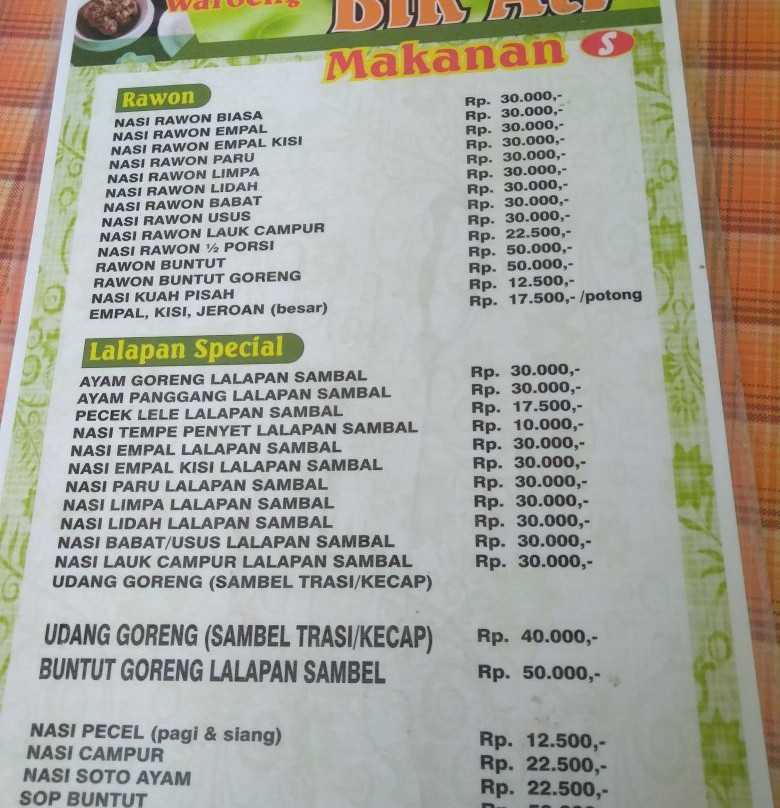 Waroeng
Makanan S
Rawon
NASI RAWON BIASA Rp. 30.000,-
NASI RAWON EMPAL Rp. 30.000,-
NASI RAWON EMPAL KISI Rp. 30.000,-
NASI RAWON PARU Rp. 30.000,-
NASI RAWON LIMPA Rp. 30.000,-
NASI RAWON LIDAH Rp. 30.000,-
NASI RAWON BABAT Rp. 30.000,-
NASI RAWON USUS Rp. 30.000,-
NASI RAWON LAUK CAMPUR Rp. 30.000,-
NASI RAWON ½ PORSI Rp. 22.500,-
RAWON BUNTUT Rp. 50.000,-
RAWON BUNTUT GORENG Rp. 50.000,-
NASI KUAH PISAH Rp. 12.500,-
EMPAL, KISI, JEROAN (besar) Rp. 17.500,- /potong
Lalapan Special
AYAM GORENG LALAPAN SAMBAL Rp. 30.000,-
AYAM PANGGANG LALAPAN SAMBAL Rp. 30.000,-
PECEK LELE LALAPAN SAMBAL Rp. 17.500,-
NASI TEMPE PENYET LALAPAN SAMBAL Rp. 10.000,-
NASI EMPAL LALAPAN SAMBAL Rp. 30.000,-
NASI EMPAL KISI LALAPAN SAMBAL Rp. 30.000,-
NASI PARU LALAPAN SAMBAL Rp. 30.000,-
NASI LIMPA LALAPAN SAMBAL Rp. 30.000,-
NASI LIDAH LALAPAN SAMBAL Rp. 30.000,-
NASI BABAT/USUS LALAPAN SAMBAL Rp. 30.000,-
NASI LAUK CAMPUR LALAPAN SAMBAL Rp. 30.000,-
UDANG GORENG (SAMBEL TRASI/KECAP)
UDANG GORENG (SAMBEL TRASI/KECAP) Rp. 40.000,-
BUNTUT GORENG LALAPAN SAMBEL Rp. 50.000,-
NASI PECEL (pagi & siang) Rp. 12.500,-
NASI CAMPUR Rp. 22.500,-
NASI SOTO AYAM Rp. 22.500,-
SOP BUNTUT